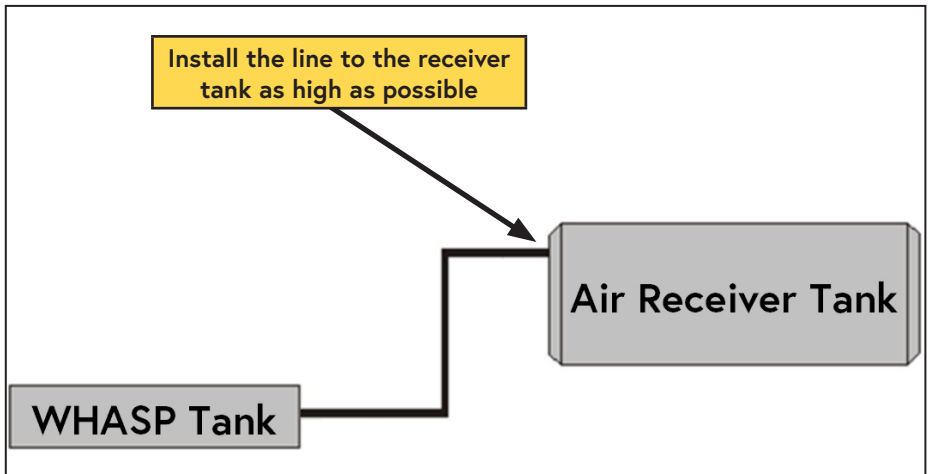 Install the line to the receiver
tank as high as possible
Air Receiver Tank
WHASP Tank